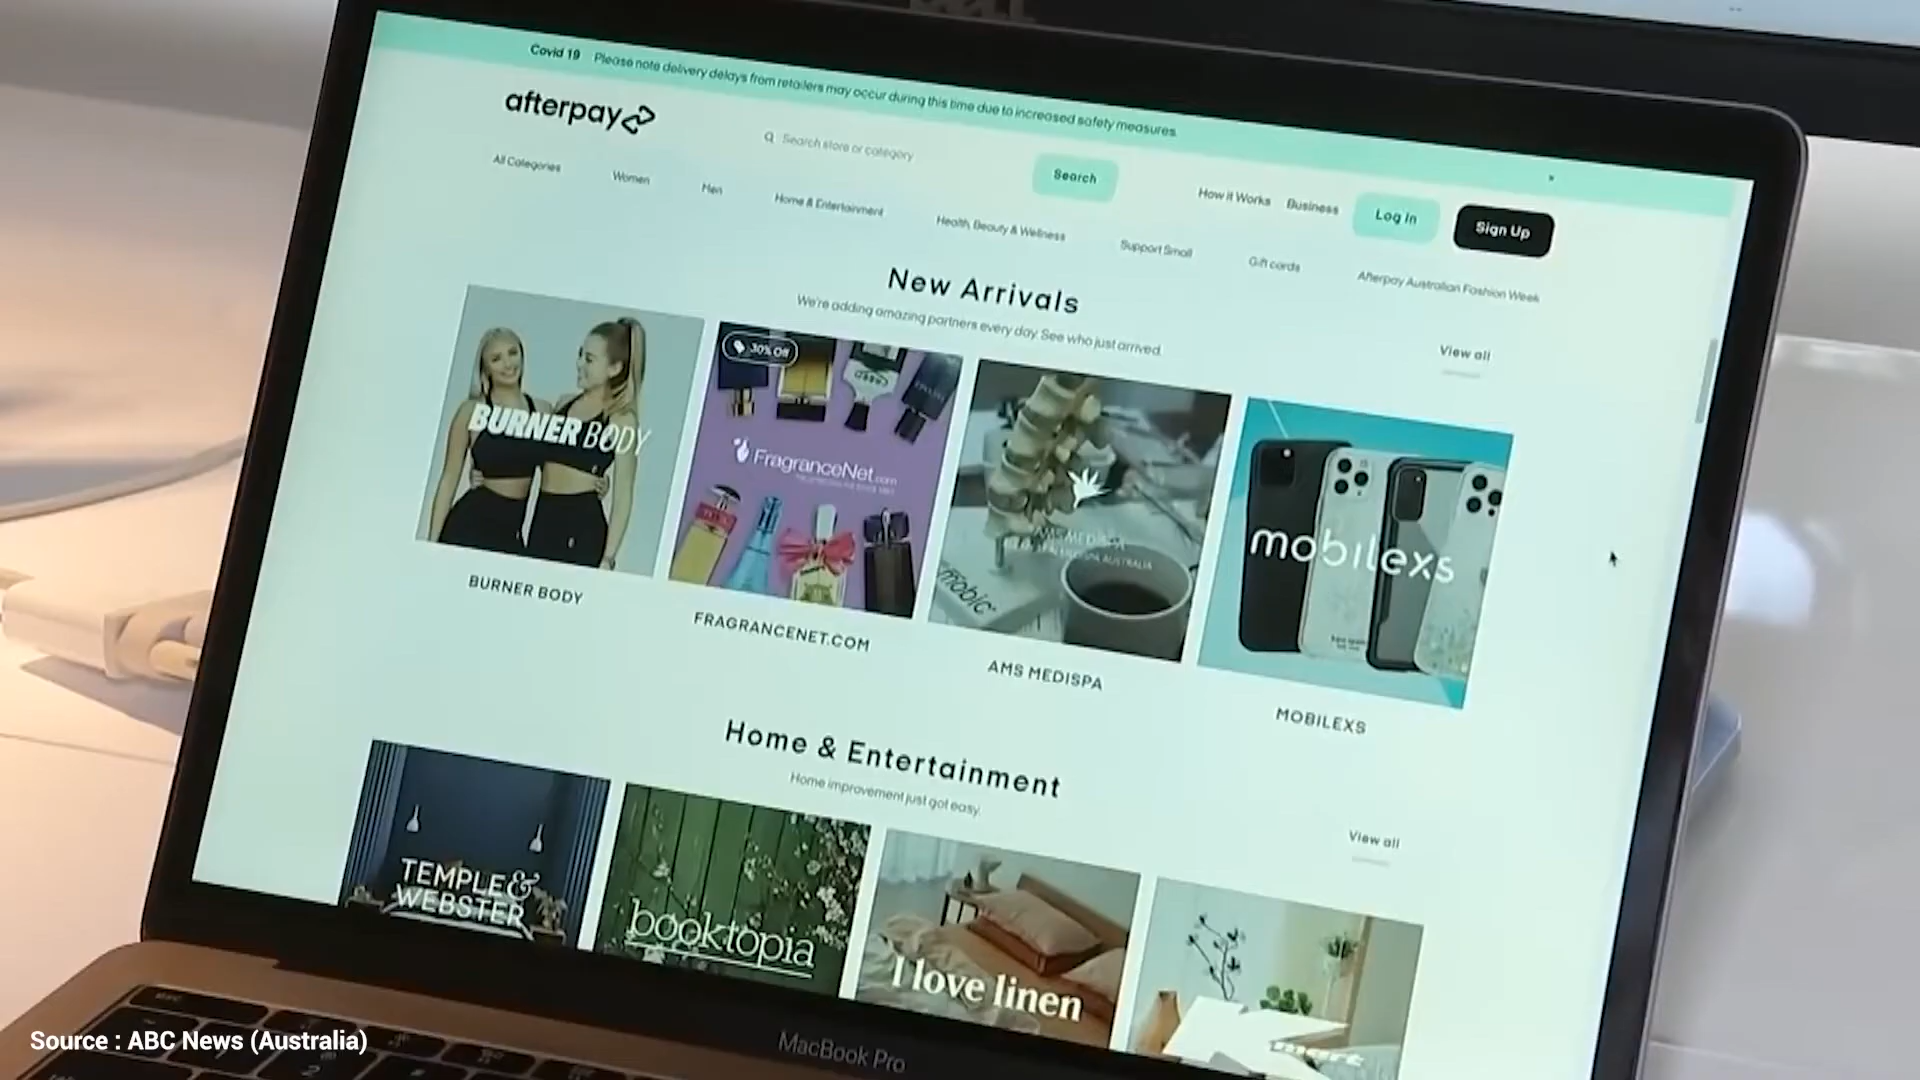 DELL
Covid 19 Please note delivery delays from retailers may occur during this time due to increased safety measures.
afterpay
Search store or category
Search
How it Works Business Log In Sign Up
All Categories Women Men Home & Entertainment Health, Beauty & Wellness Support Small Gift cards Afterpay Australian Fashion Week
New Arrivals
We're adding amazing partners every day. See who just arrived.
View all
BURNER BODY
30% Off
FragranceNet.com
AMS MEDISPA
mobic
mobilexs
BURNER BODY
FRAGRANCENET.COM
AMS MEDISPA
MOBILEXS
Home & Entertainment
Home improvement just got easy.
View all
TEMPLE &
WEBSTER
booktopia
I love linen
MacBook Pro
Source : ABC News (Australia)